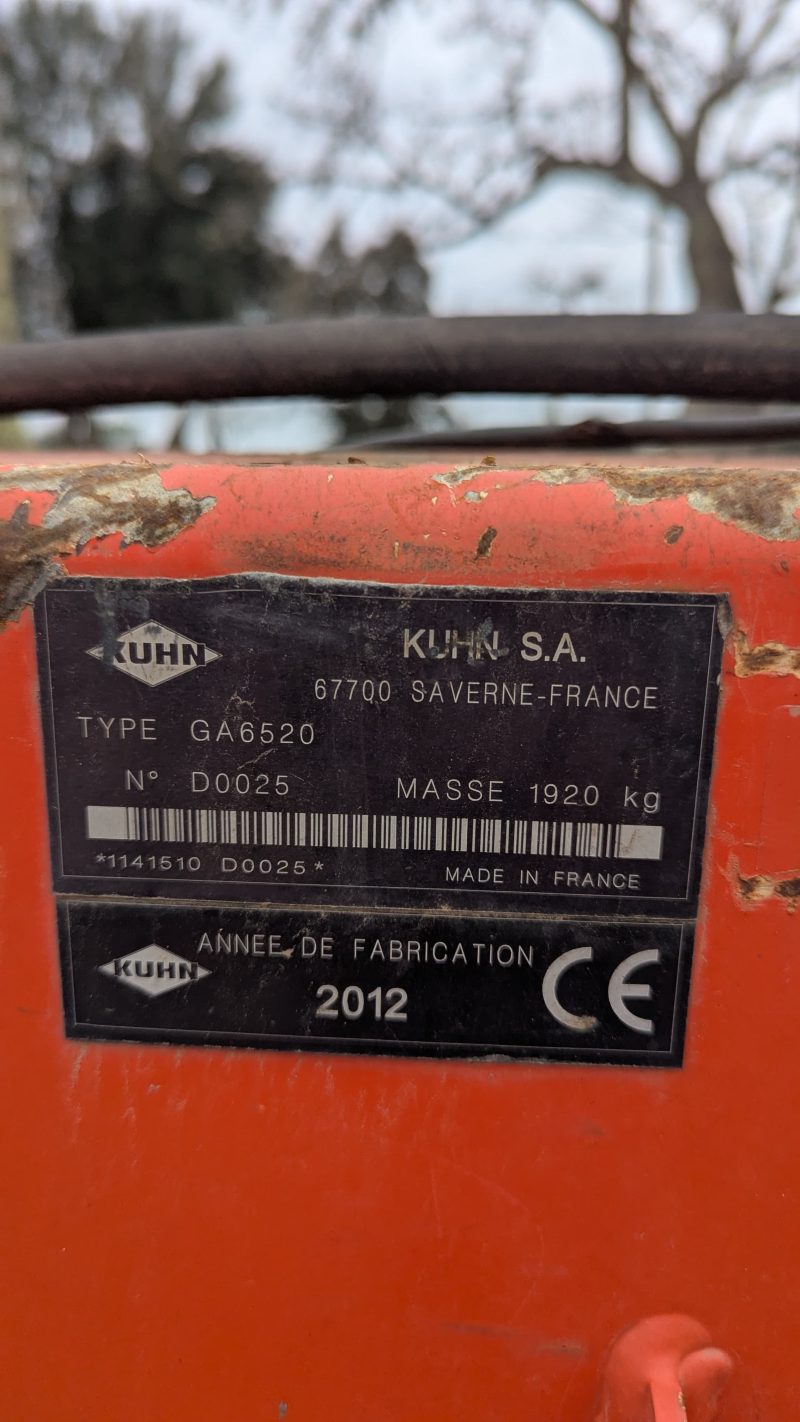 KUHN
KUHN S.A.
67700 SAVERNE-FRANCE
TYPE GA6520
N° D0025 MASSE 1920 kg
*1141510 D0025*
MADE IN FRANCE
KUHN
ANNEE DE FABRICATION
2012
CE